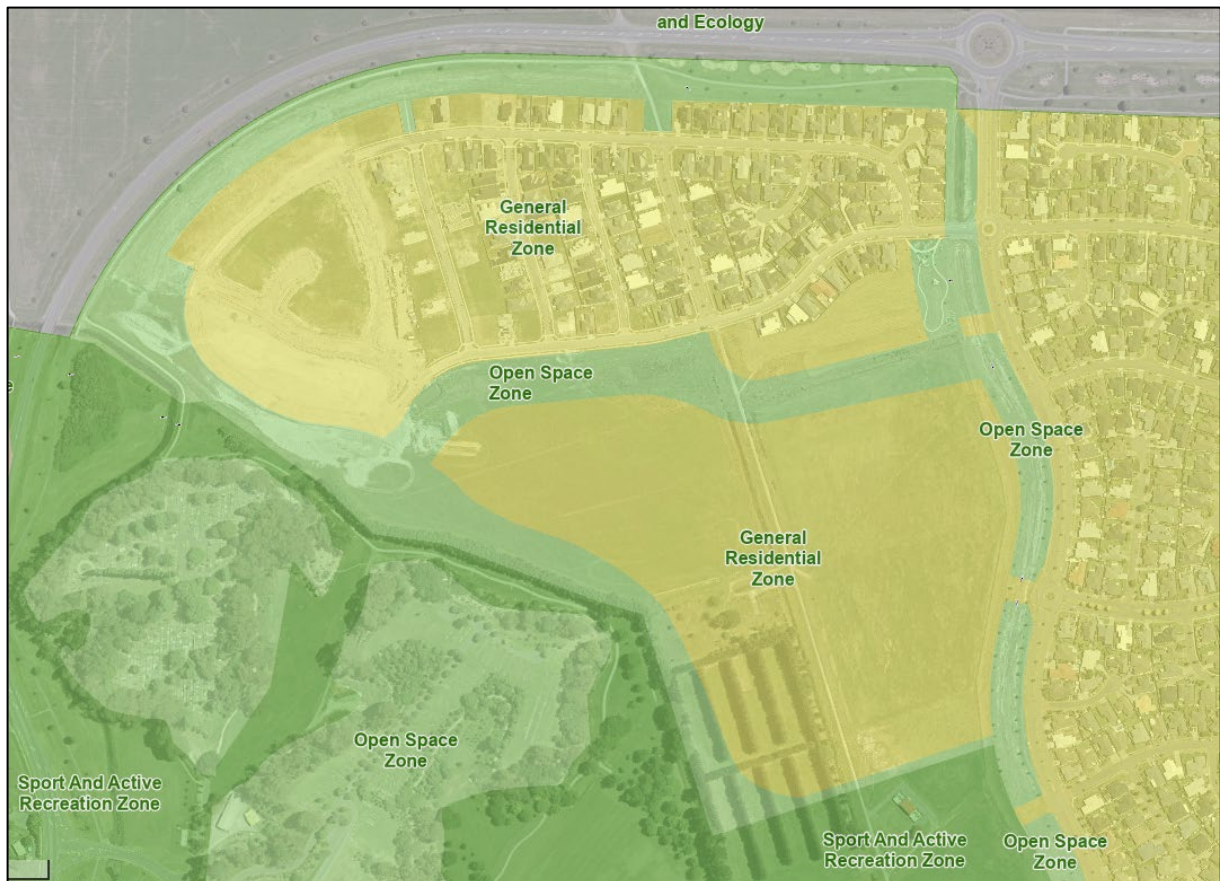 and Ecology
General
Residential
Zone
Open Space
Zone
Open Space
Zone
General
Residential
Zone
Open Space
Zone
Sport And Active
Recreation Zone
Sport And Active
Recreation Zone
Open Space
Zone